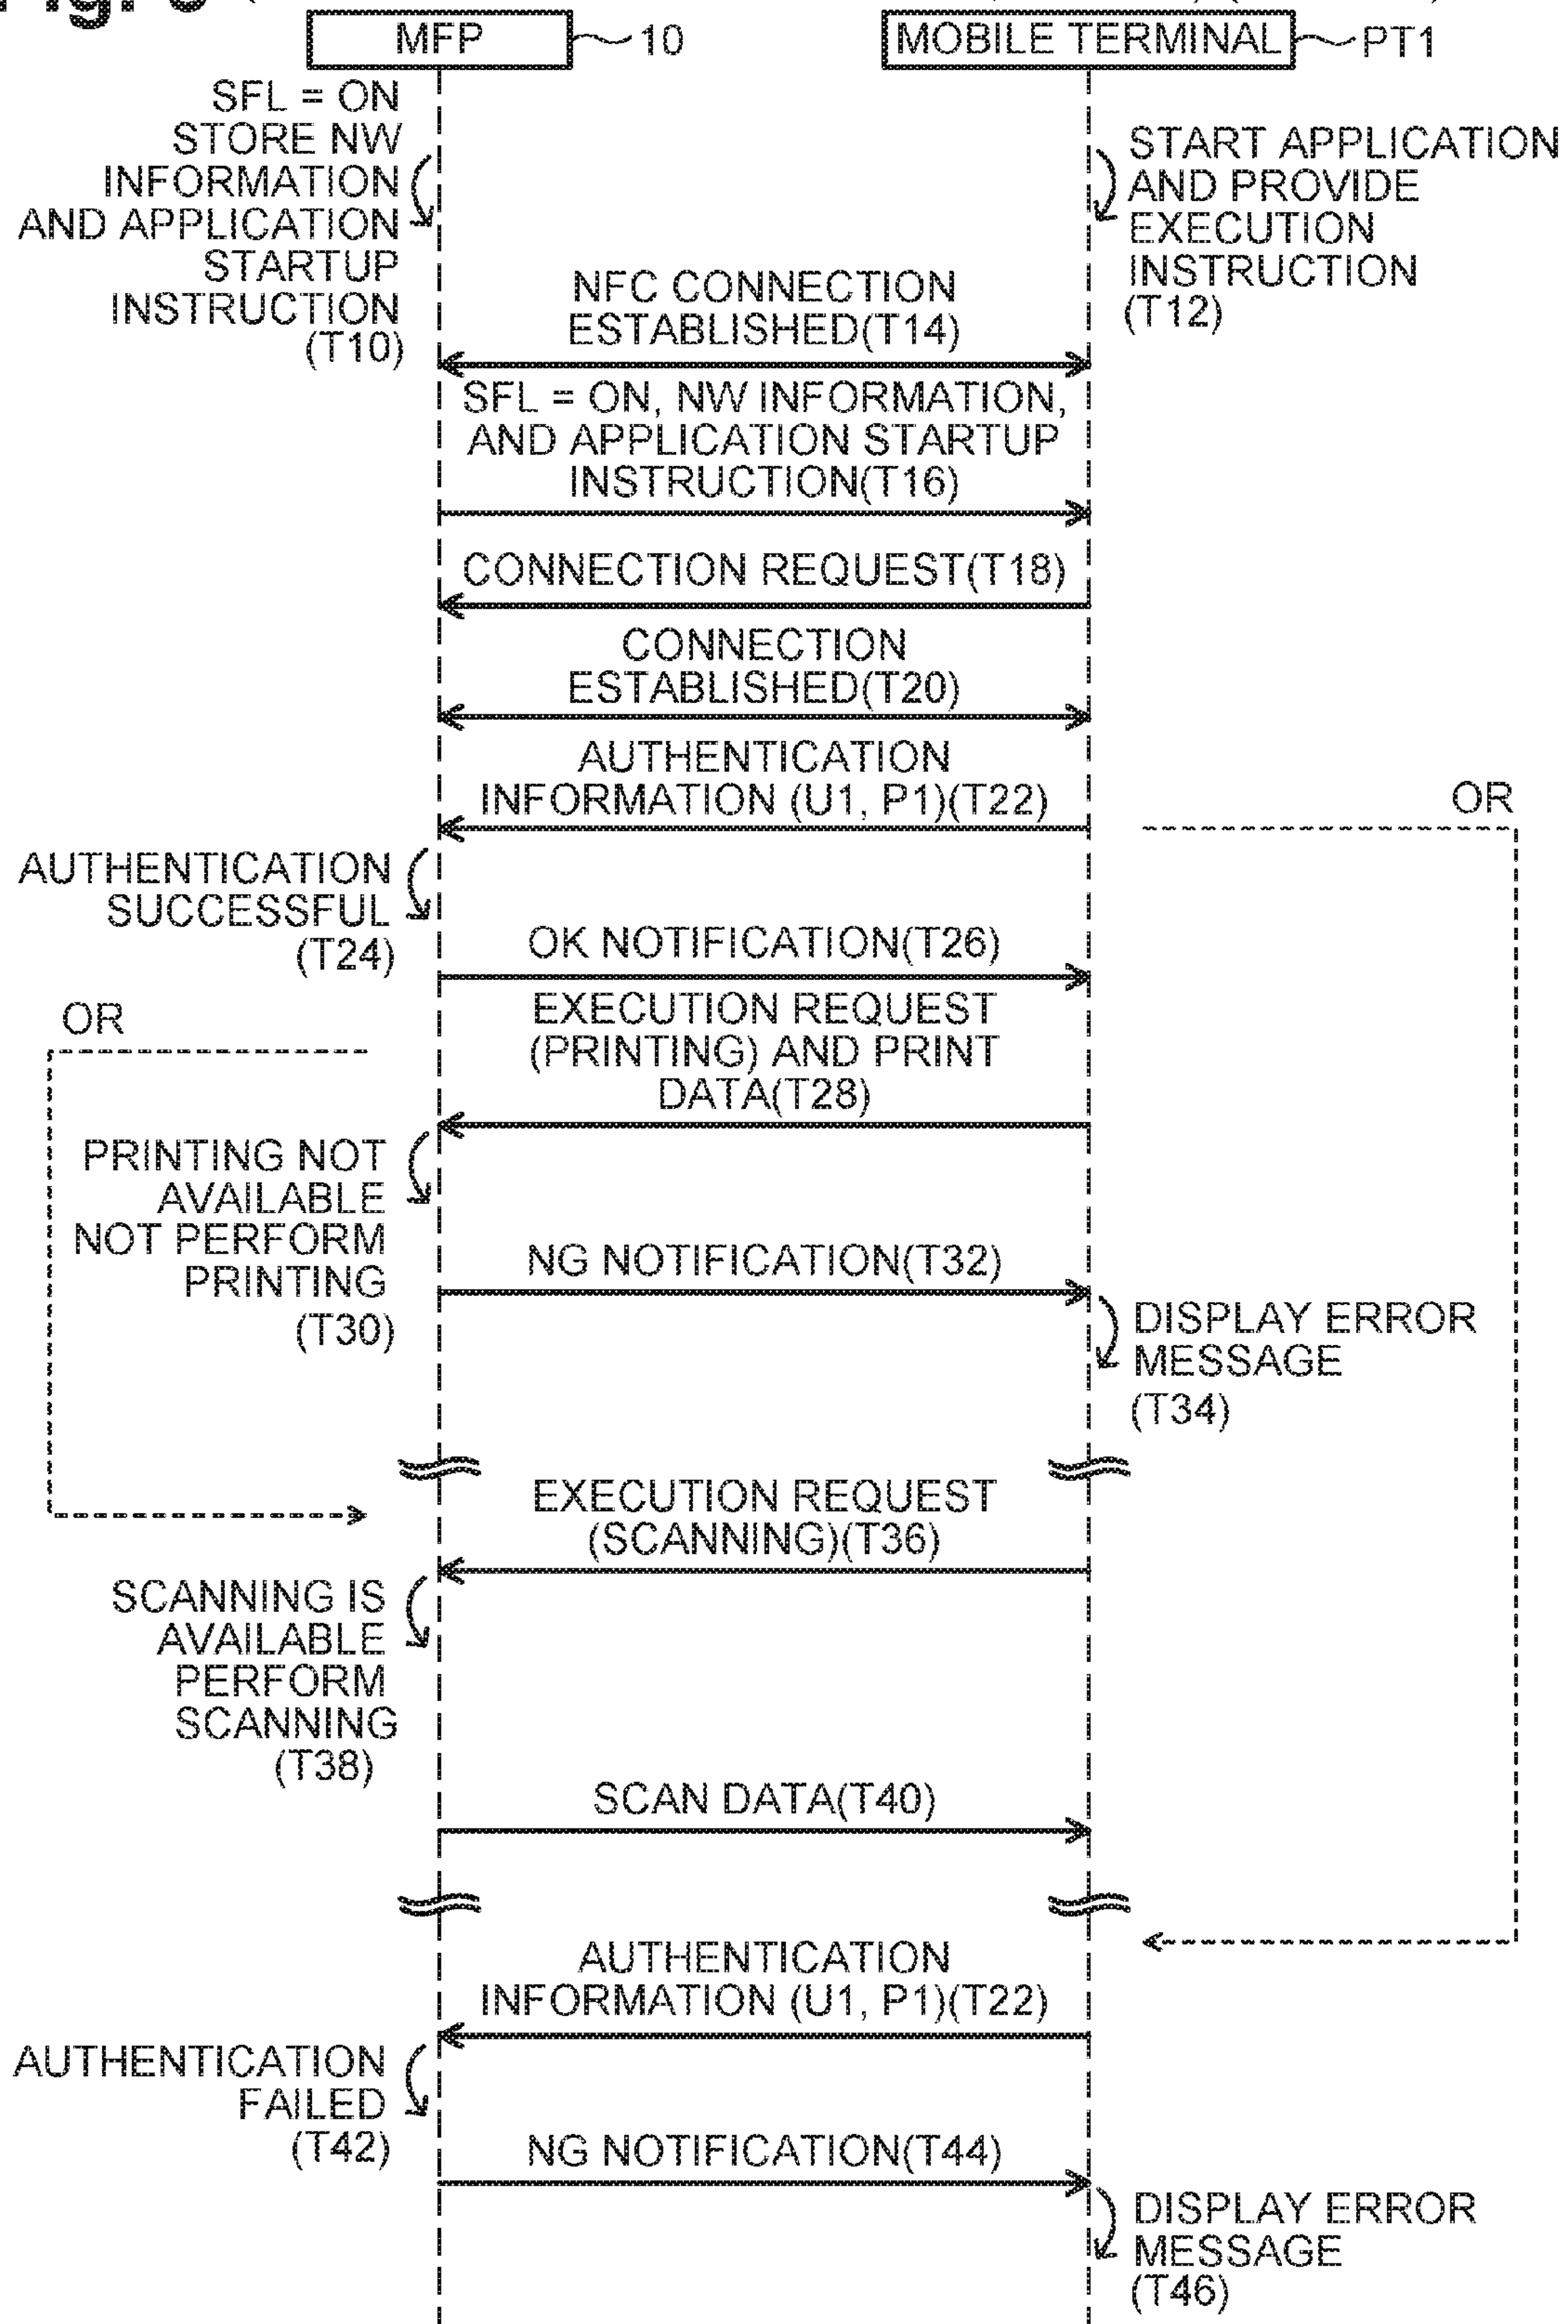 MFP
10
MOBILE TERMINAL
PT1
SFL = ON
STORE NW
INFORMATION
AND APPLICATION
STARTUP
INSTRUCTION
(T10)
START APPLICATION
AND PROVIDE
EXECUTION
INSTRUCTION
(T12)
NFC CONNECTION
ESTABLISHED(T14)
SFL = ON, NW INFORMATION,
AND APPLICATION STARTUP
INSTRUCTION(T16)
CONNECTION REQUEST(T18)
CONNECTION
ESTABLISHED(T20)
AUTHENTICATION
INFORMATION (U1, P1)(T22)
OR
AUTHENTICATION
SUCCESSFUL
(T24)
OK NOTIFICATION(T26)
OR
EXECUTION REQUEST
(PRINTING) AND PRINT
DATA(T28)
PRINTING NOT
AVAILABLE
NOT PERFORM
PRINTING
(T30)
NG NOTIFICATION(T32)
DISPLAY ERROR
MESSAGE
(T34)
EXECUTION REQUEST
(SCANNING)(T36)
SCANNING IS
AVAILABLE
PERFORM
SCANNING
(T38)
SCAN DATA(T40)
AUTHENTICATION
INFORMATION (U1, P1)(T22)
AUTHENTICATION
FAILED
(T42)
NG NOTIFICATION(T44)
DISPLAY ERROR
MESSAGE
(T46)